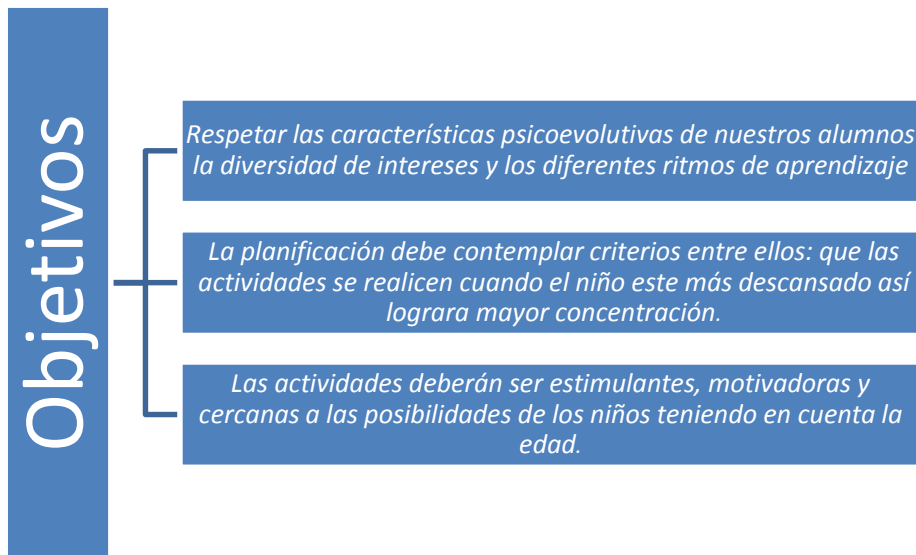 Objetivos
Respetar las características psicoevolutivas de nuestros alumnos
la diversidad de intereses y los diferentes ritmos de aprendizaje
La planificación debe contemplar criterios entre ellos: que las
actividades se realicen cuando el niño este más descansado así
lograra mayor concentración.
Las actividades deberán ser estimulantes, motivadoras y
cercanas a las posibilidades de los niños teniendo en cuenta la
edad.